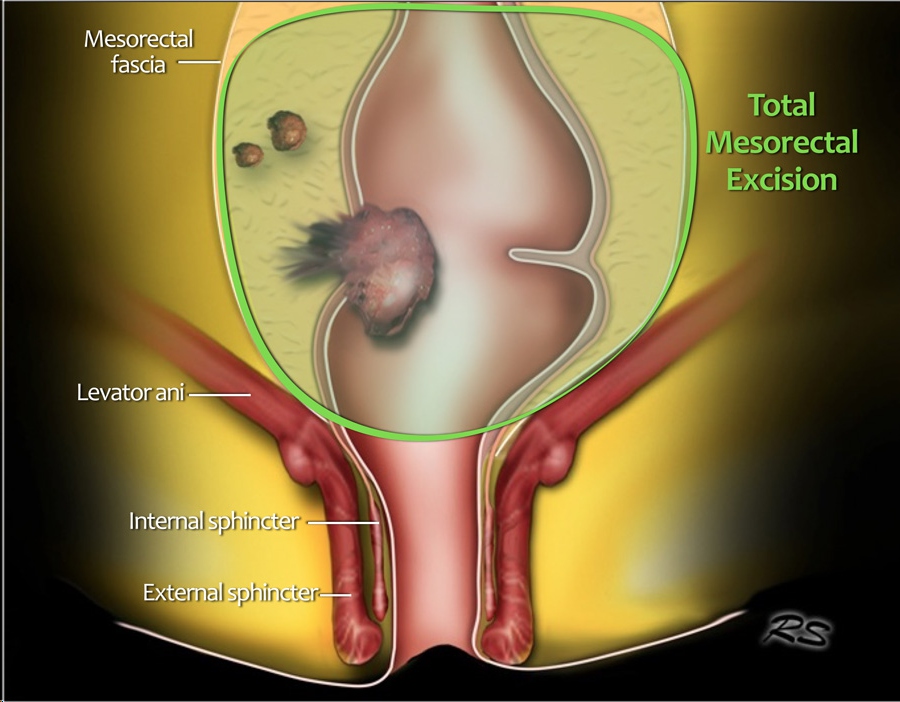 Mesorectal
fascia
Total
Mesorectal
Excision
Levator ani
Internal sphincter
External sphincter
RS